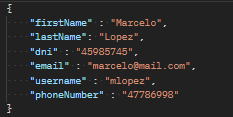 {
"firstName" : "Marcelo",
"lastName": "Lopez",
"dni" : "45985745",
"email" : "marcelo@mail.com",
"username" : "mlopez",
"phoneNumber" : "47786998"
}